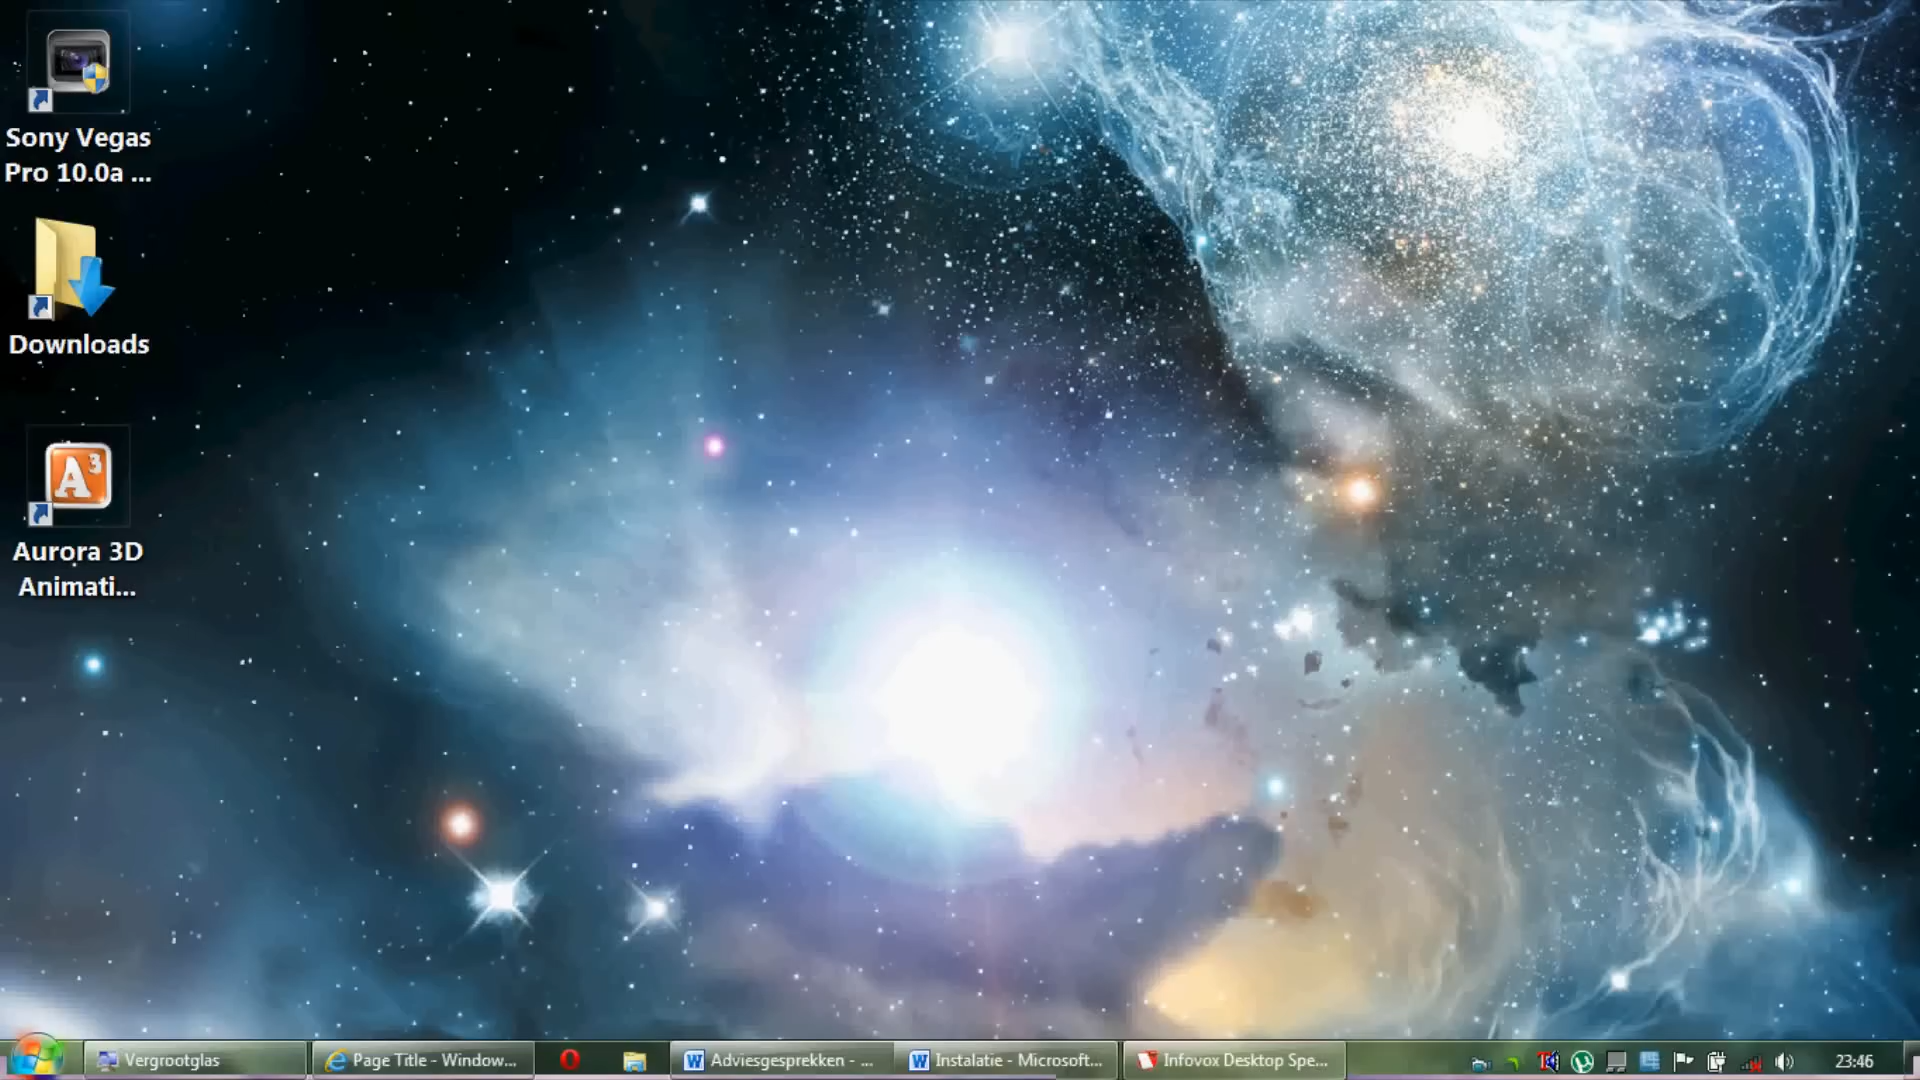 Sony Vegas
Pro 10.0a ...
Downloads
A3
Aurora 3D
Animati...
Vergrootglas
Page Title - Window...
Adviesgesprekken - ...
Instalatie - Microsoft...
Infovox Desktop Spe...
23:46